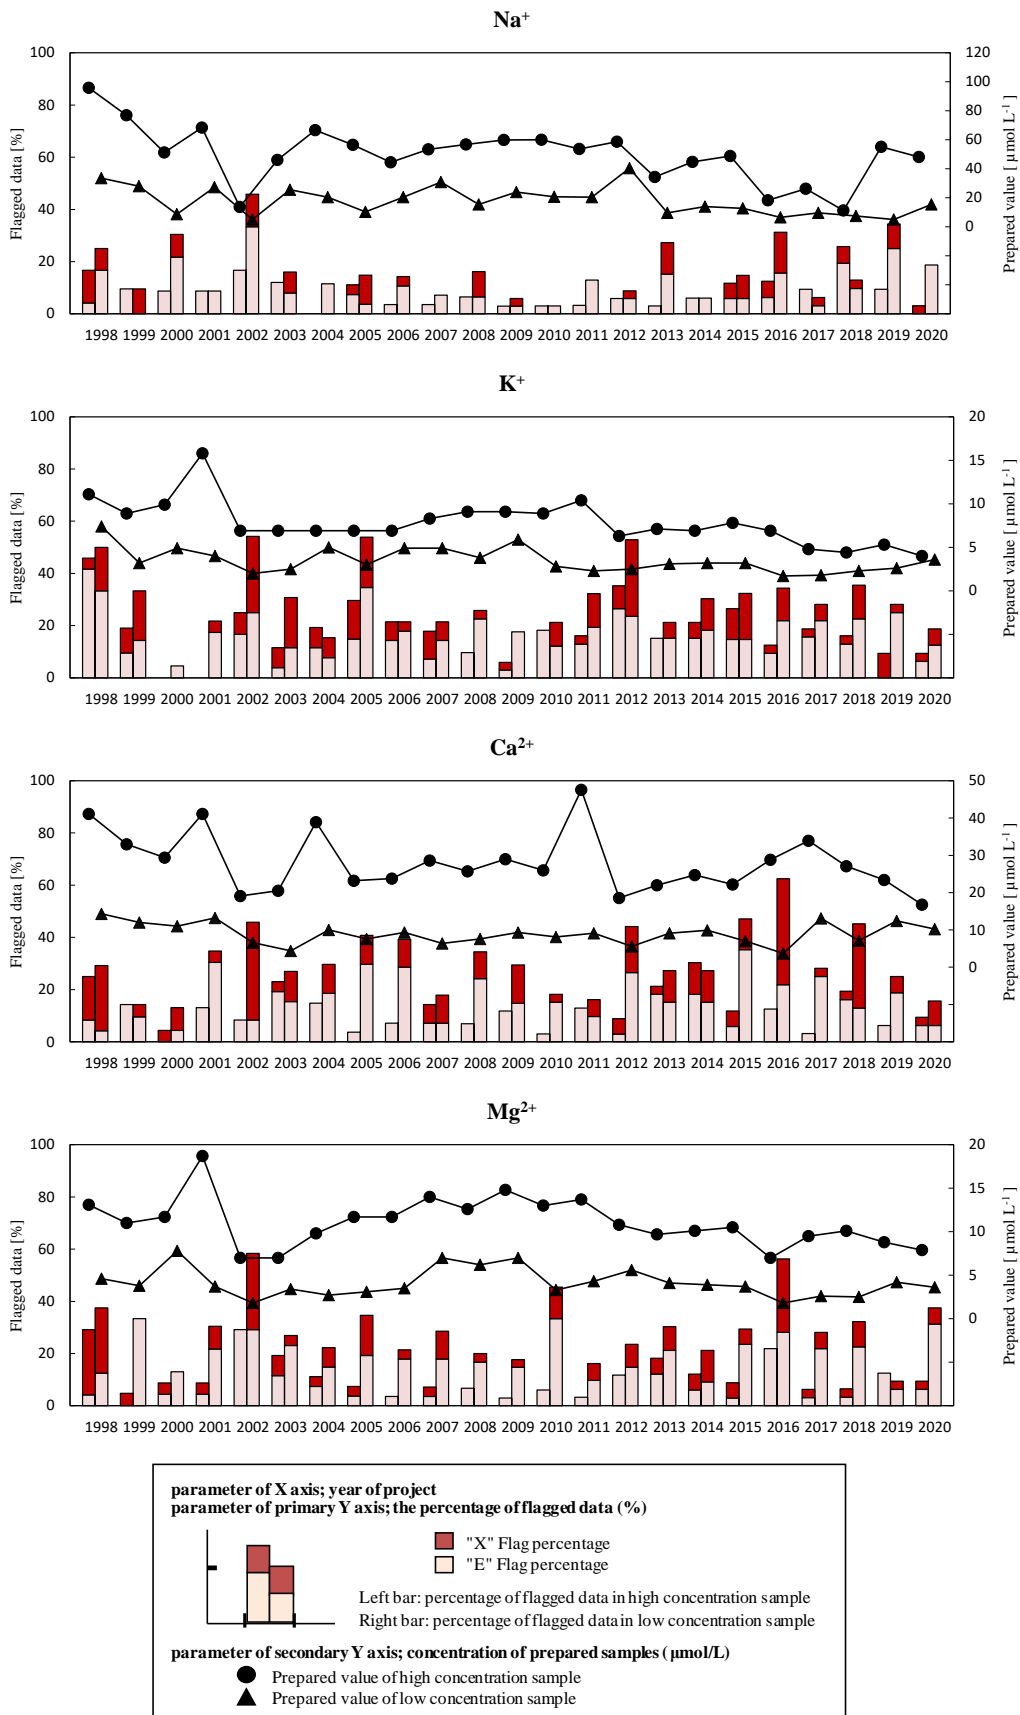 Na⁺
100
80
60
40
20
0
Flagged data [%]
120
100
80
60
40
20
0
Prepared value [ µmol L⁻¹ ]
1998 1999 2000 2001 2002 2003 2004 2005 2006 2007 2008 2009 2010 2011 2012 2013 2014 2015 2016 2017 2018 2019 2020
K⁺
100
80
60
40
20
0
Flagged data [%]
20
15
10
5
0
Prepared value [ µmol L⁻¹ ]
1998 1999 2000 2001 2002 2003 2004 2005 2006 2007 2008 2009 2010 2011 2012 2013 2014 2015 2016 2017 2018 2019 2020
Ca²⁺
100
80
60
40
20
0
Flagged data [%]
50
40
30
20
10
0
Prepared value [ µmol L⁻¹ ]
1998 1999 2000 2001 2002 2003 2004 2005 2006 2007 2008 2009 2010 2011 2012 2013 2014 2015 2016 2017 2018 2019 2020
Mg²⁺
100
80
60
40
20
0
Flagged data [%]
20
15
10
5
0
Prepared value [ µmol L⁻¹ ]
1998 1999 2000 2001 2002 2003 2004 2005 2006 2007 2008 2009 2010 2011 2012 2013 2014 2015 2016 2017 2018 2019 2020
parameter of X axis; year of project
parameter of primary Y axis; the percentage of flagged data (%)
"X" Flag percentage
"E" Flag percentage
Left bar: percentage of flagged data in high concentration sample
Right bar: percentage of flagged data in low concentration sample
parameter of secondary Y axis; concentration of prepared samples (µmol/L)
Prepared value of high concentration sample
Prepared value of low concentration sample